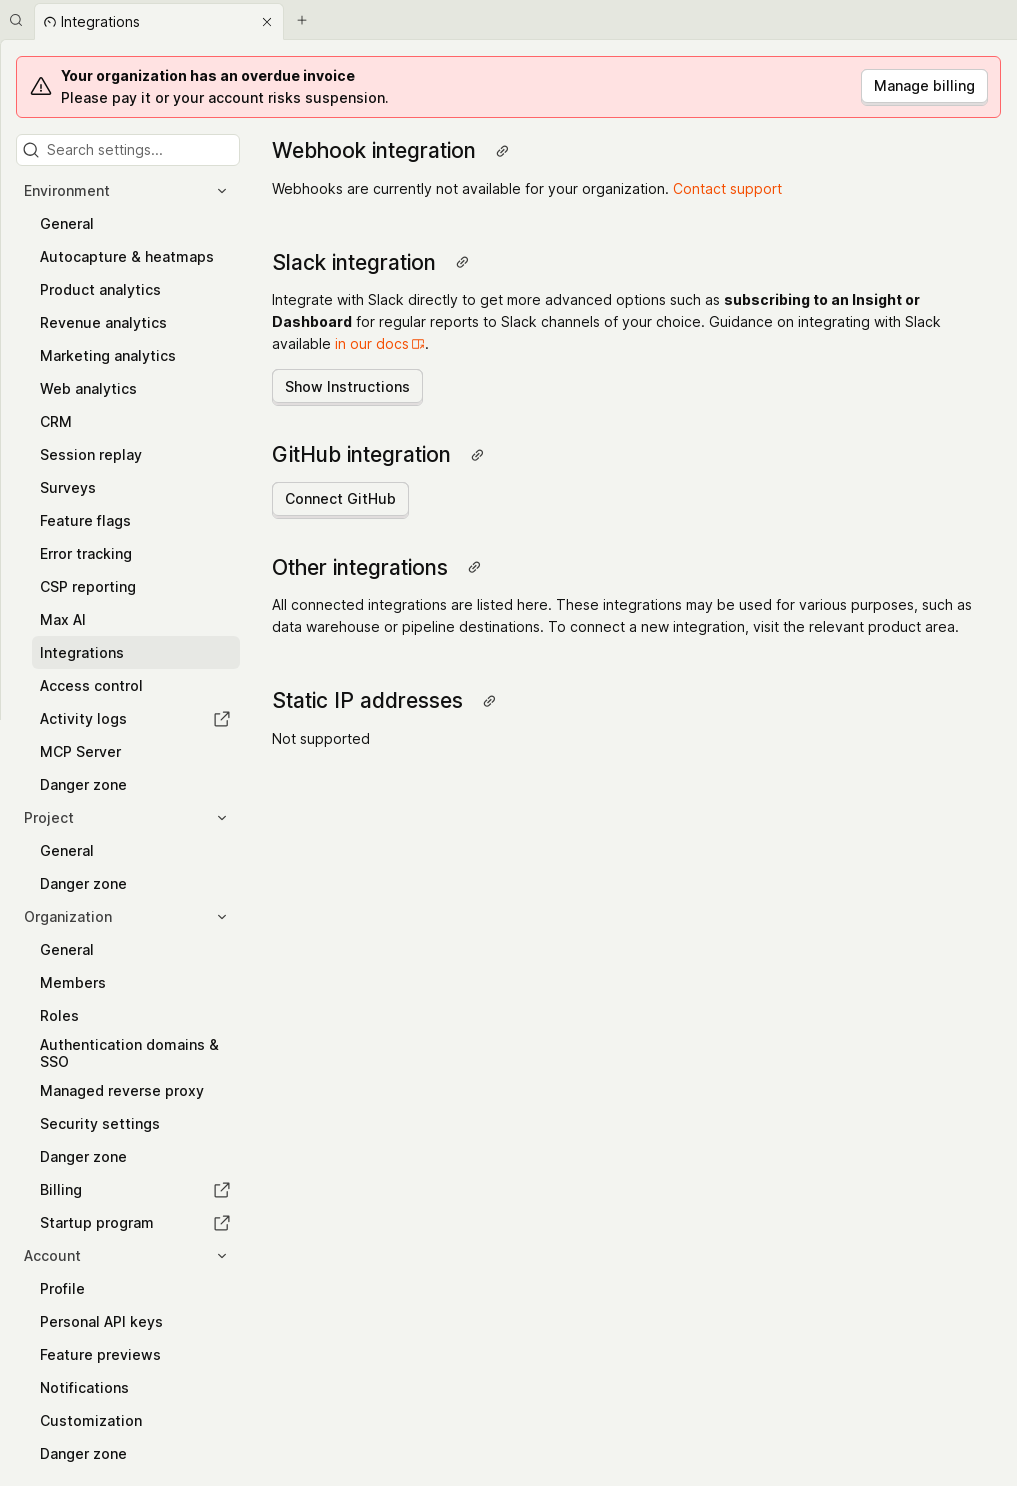 Integrations
Your organization has an overdue invoice
Please pay it or your account risks suspension.
Manage billing
Search settings...
Environment
General
Autocapture & heatmaps
Product analytics
Revenue analytics
Marketing analytics
Web analytics
CRM
Session replay
Surveys
Feature flags
Error tracking
CSP reporting
Max AI
Integrations
Access control
Activity logs
MCP Server
Danger zone
Project
General
Danger zone
Organization
General
Members
Roles
Authentication domains &
SSO
Managed reverse proxy
Security settings
Danger zone
Billing
Startup program
Account
Profile
Personal API keys
Feature previews
Notifications
Customization
Danger zone
Webhook integration
Webhooks are currently not available for your organization. Contact support
Slack integration
Integrate with Slack directly to get more advanced options such as subscribing to an Insight or
Dashboard for regular reports to Slack channels of your choice. Guidance on integrating with Slack
available in our docs.
Show Instructions
GitHub integration
Connect GitHub
Other integrations
All connected integrations are listed here. These integrations may be used for various purposes, such as
data warehouse or pipeline destinations. To connect a new integration, visit the relevant product area.
Static IP addresses
Not supported